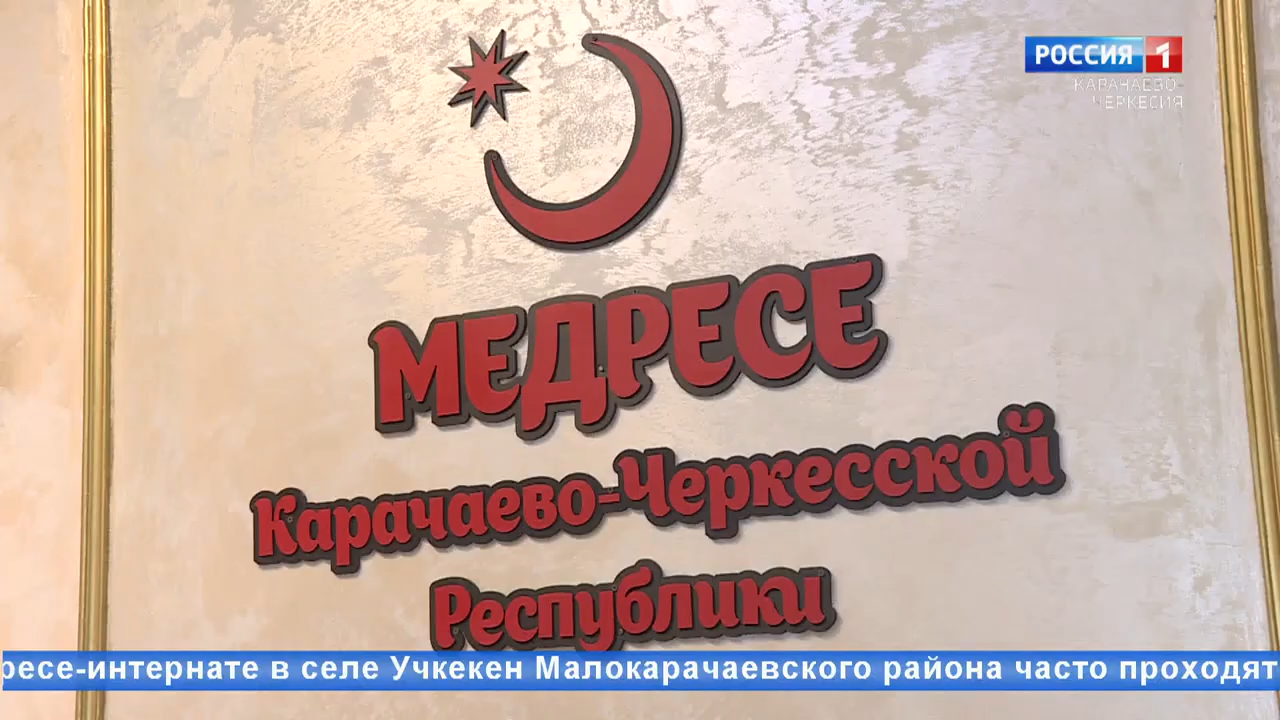 РОССИЯ 1
КАРАЧАЕВО-
ЧЕРКЕСИЯ
МЕДРЕСЕ
Карачаево-Черкесской
Республики
ресе-интернате в селе Учкекен Малокарачаевского района часто проходят